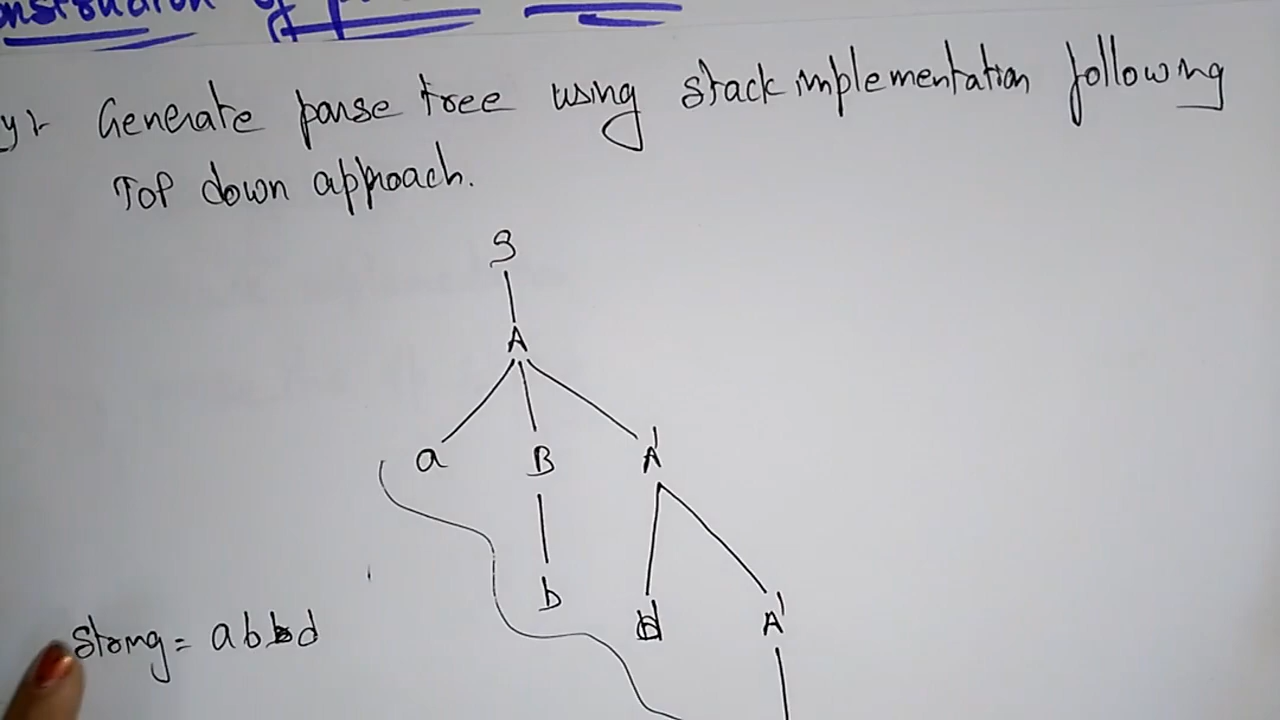 Generate parse tree using stack implementation following
Top down approach.
S
A
a B A'
b d A'
String = abbd